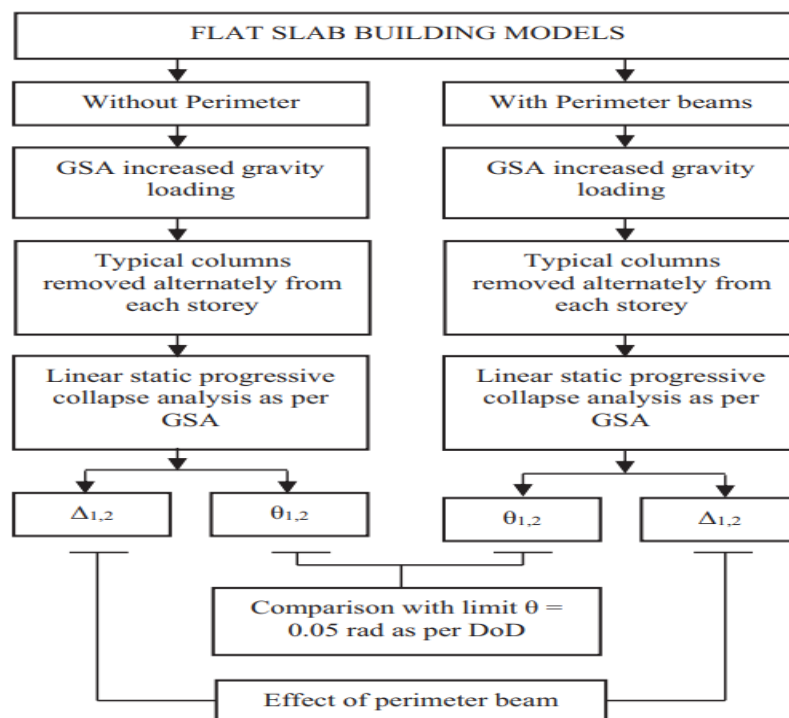 FLAT SLAB BUILDING MODELS
Without Perimeter
With Perimeter beams
GSA increased gravity
loading
GSA increased gravity
loading
Typical columns
removed alternately from
each storey
Typical columns
removed alternately from
each storey
Linear static progressive
collapse analysis as per
GSA
Linear static progressive
collapse analysis as per
GSA
Δ1,2
θ1,2
θ1,2
Δ1,2
Comparison with limit θ =
0.05 rad as per DoD
Effect of perimeter beam